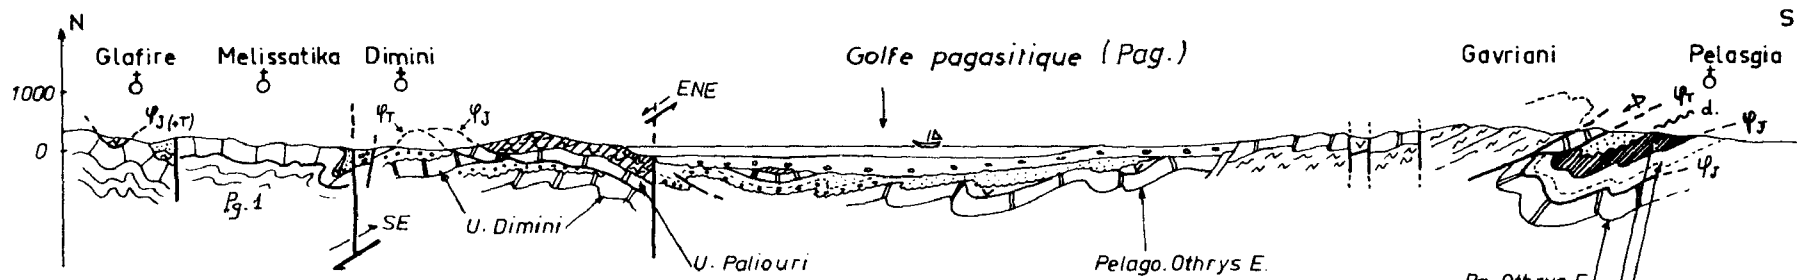 N
S
Glafire
Melissatika
Dimini
Golfe pagasitique (Pag.)
Gavriani
Pelasgia
1000
0
φJ(+T)
φT
φJ
ENE
φT
d.
φJ
φJ
Pg.1
SE
U. Dimini
U. Paliouri
Pelago. Othrys E.